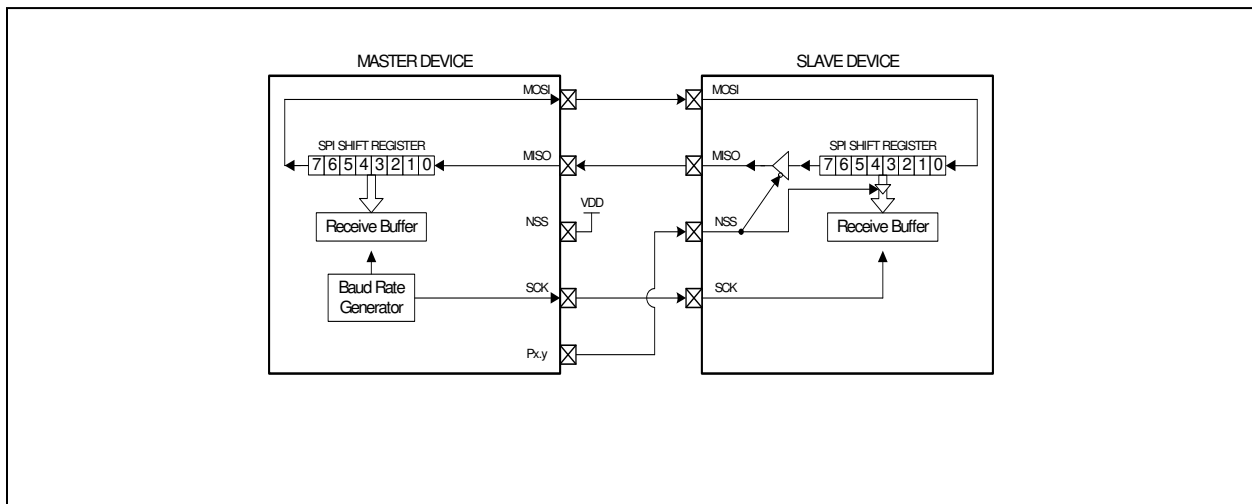 MASTER DEVICE
SLAVE DEVICE
MOSI
MOSI
SPI SHIFT REGISTER
MISO
MISO
SPI SHIFT REGISTER
7 6 5 4 3 2 1 0
7 6 5 4 3 2 1 0
VDD
Receive Buffer
NSS
NSS
Receive Buffer
Baud Rate
Generator
SCK
SCK
Px.y